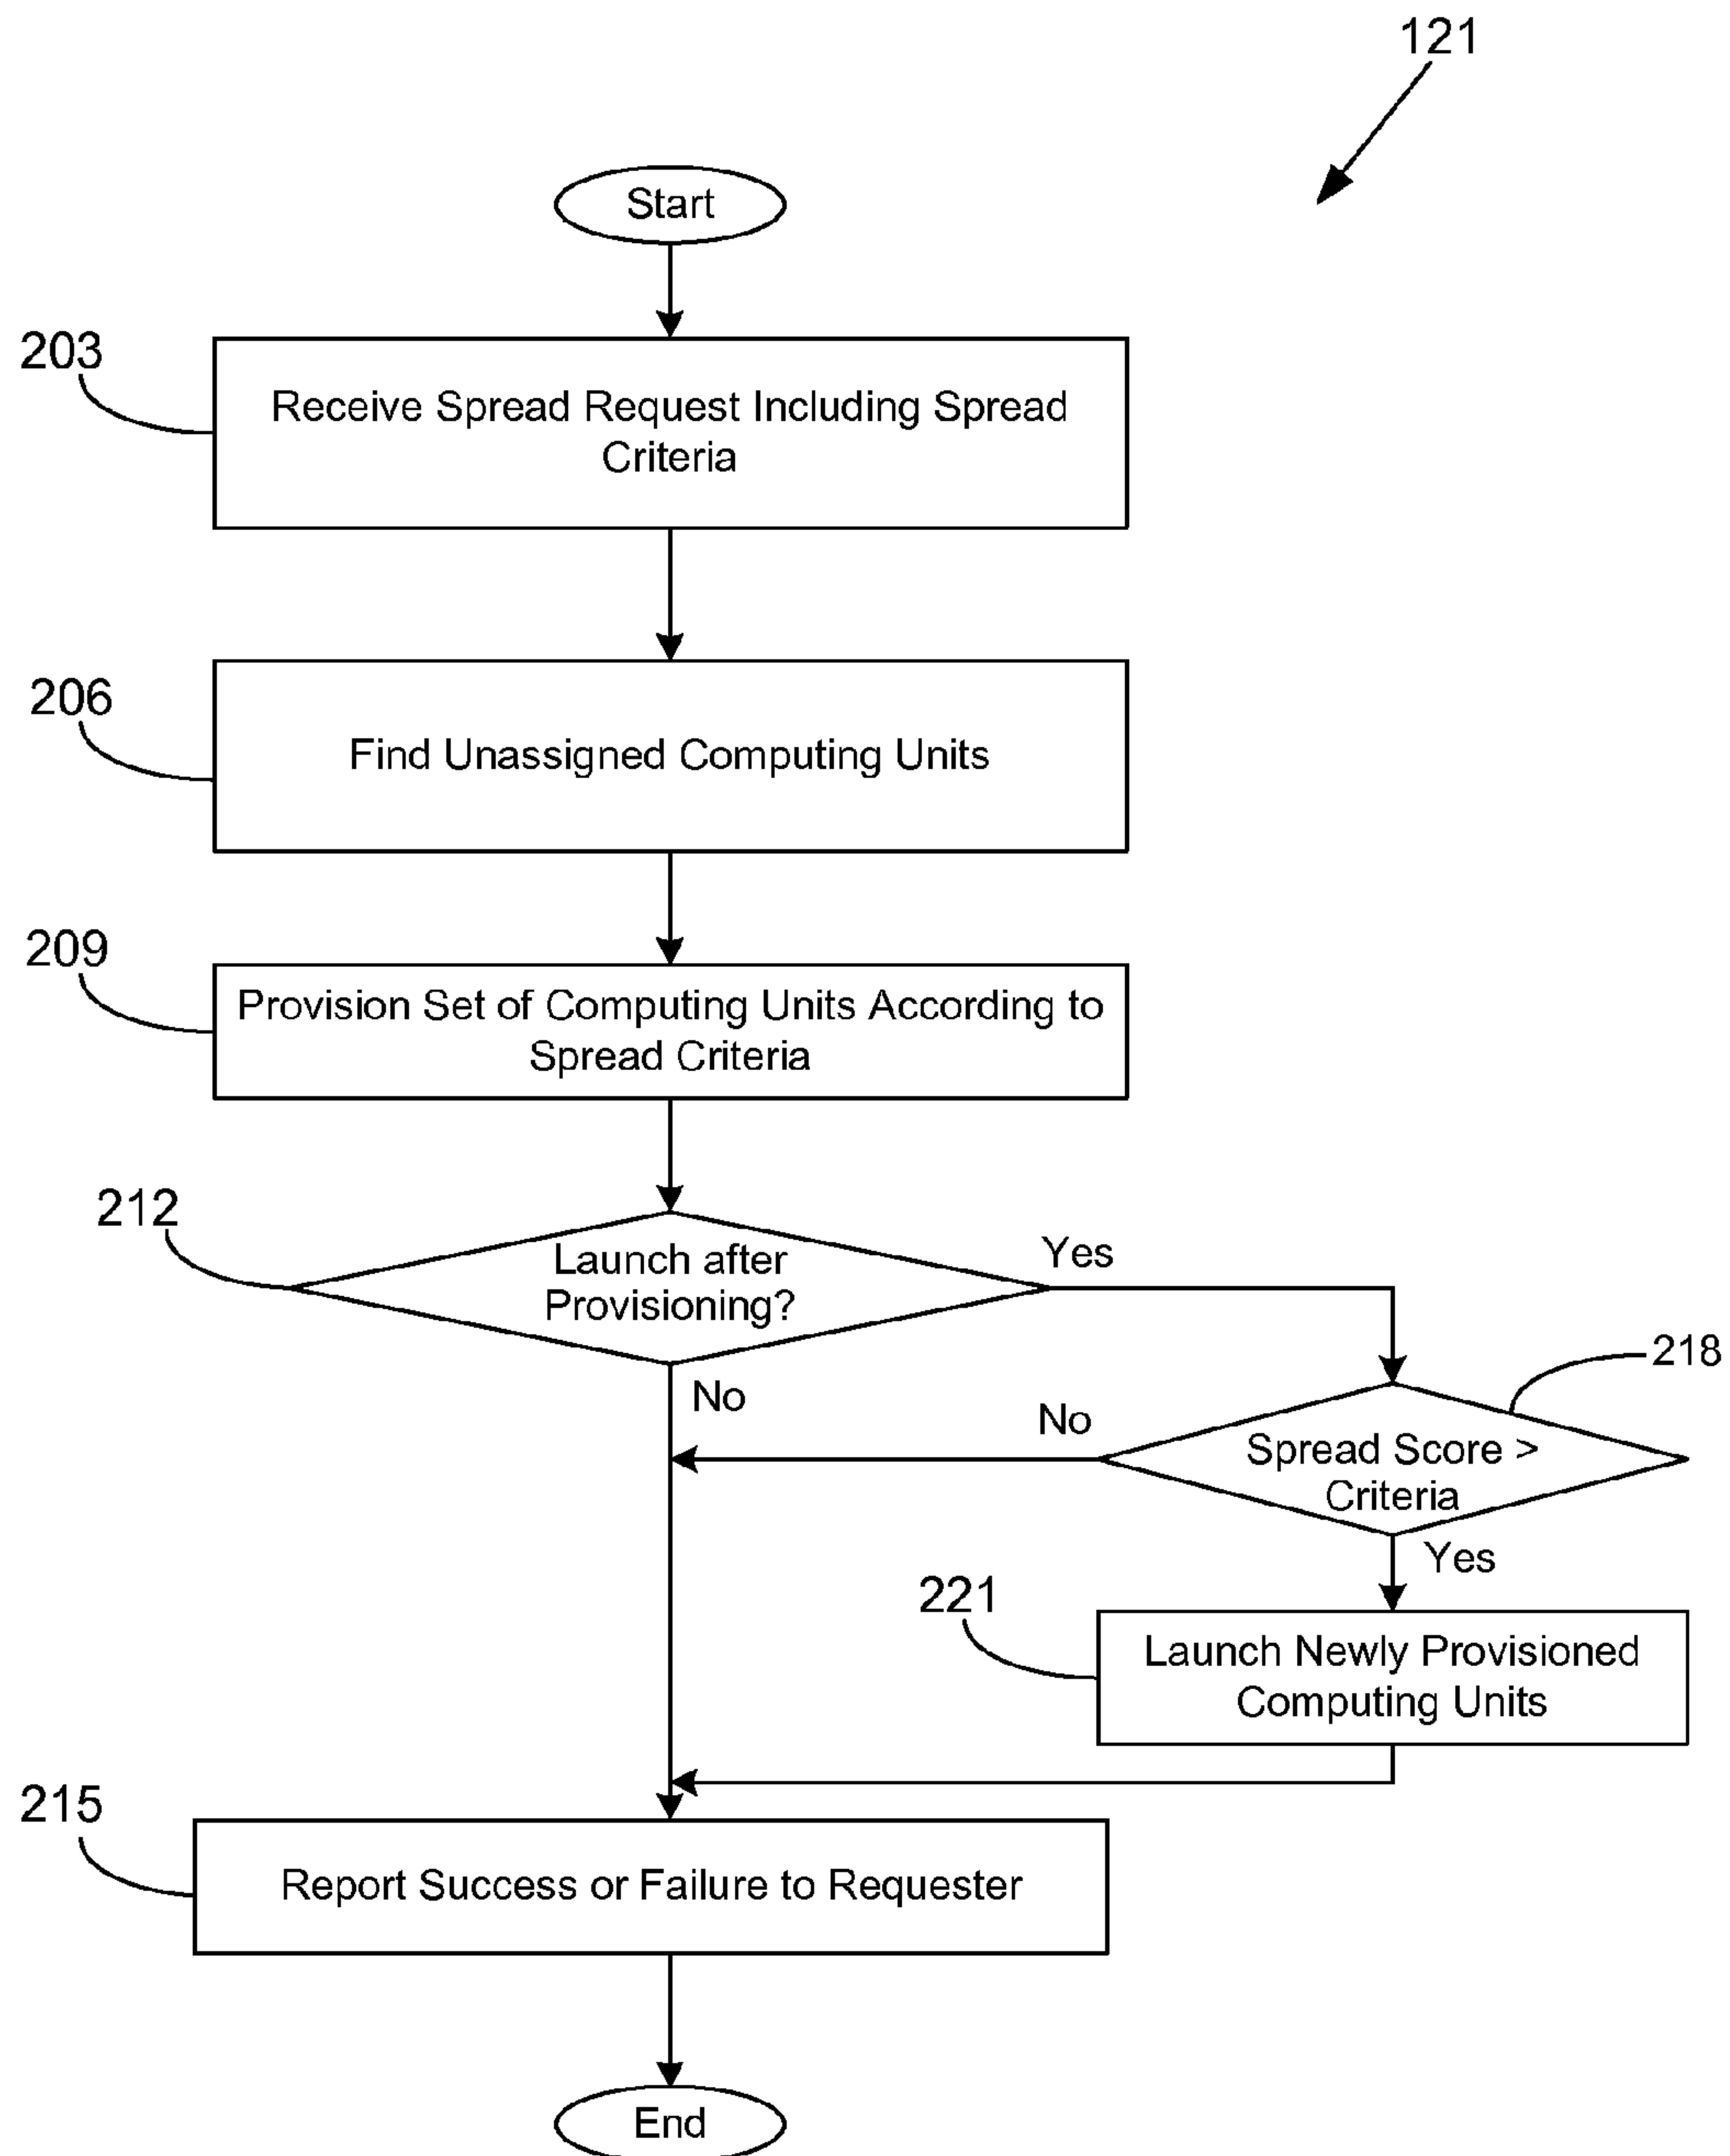 121
Start
203
Receive Spread Request Including Spread
Criteria
206
Find Unassigned Computing Units
209
Provision Set of Computing Units According to
Spread Criteria
212
Launch after
Provisioning?
Yes
No
218
No
Spread Score >
Criteria
Yes
221
Launch Newly Provisioned
Computing Units
215
Report Success or Failure to Requester
End